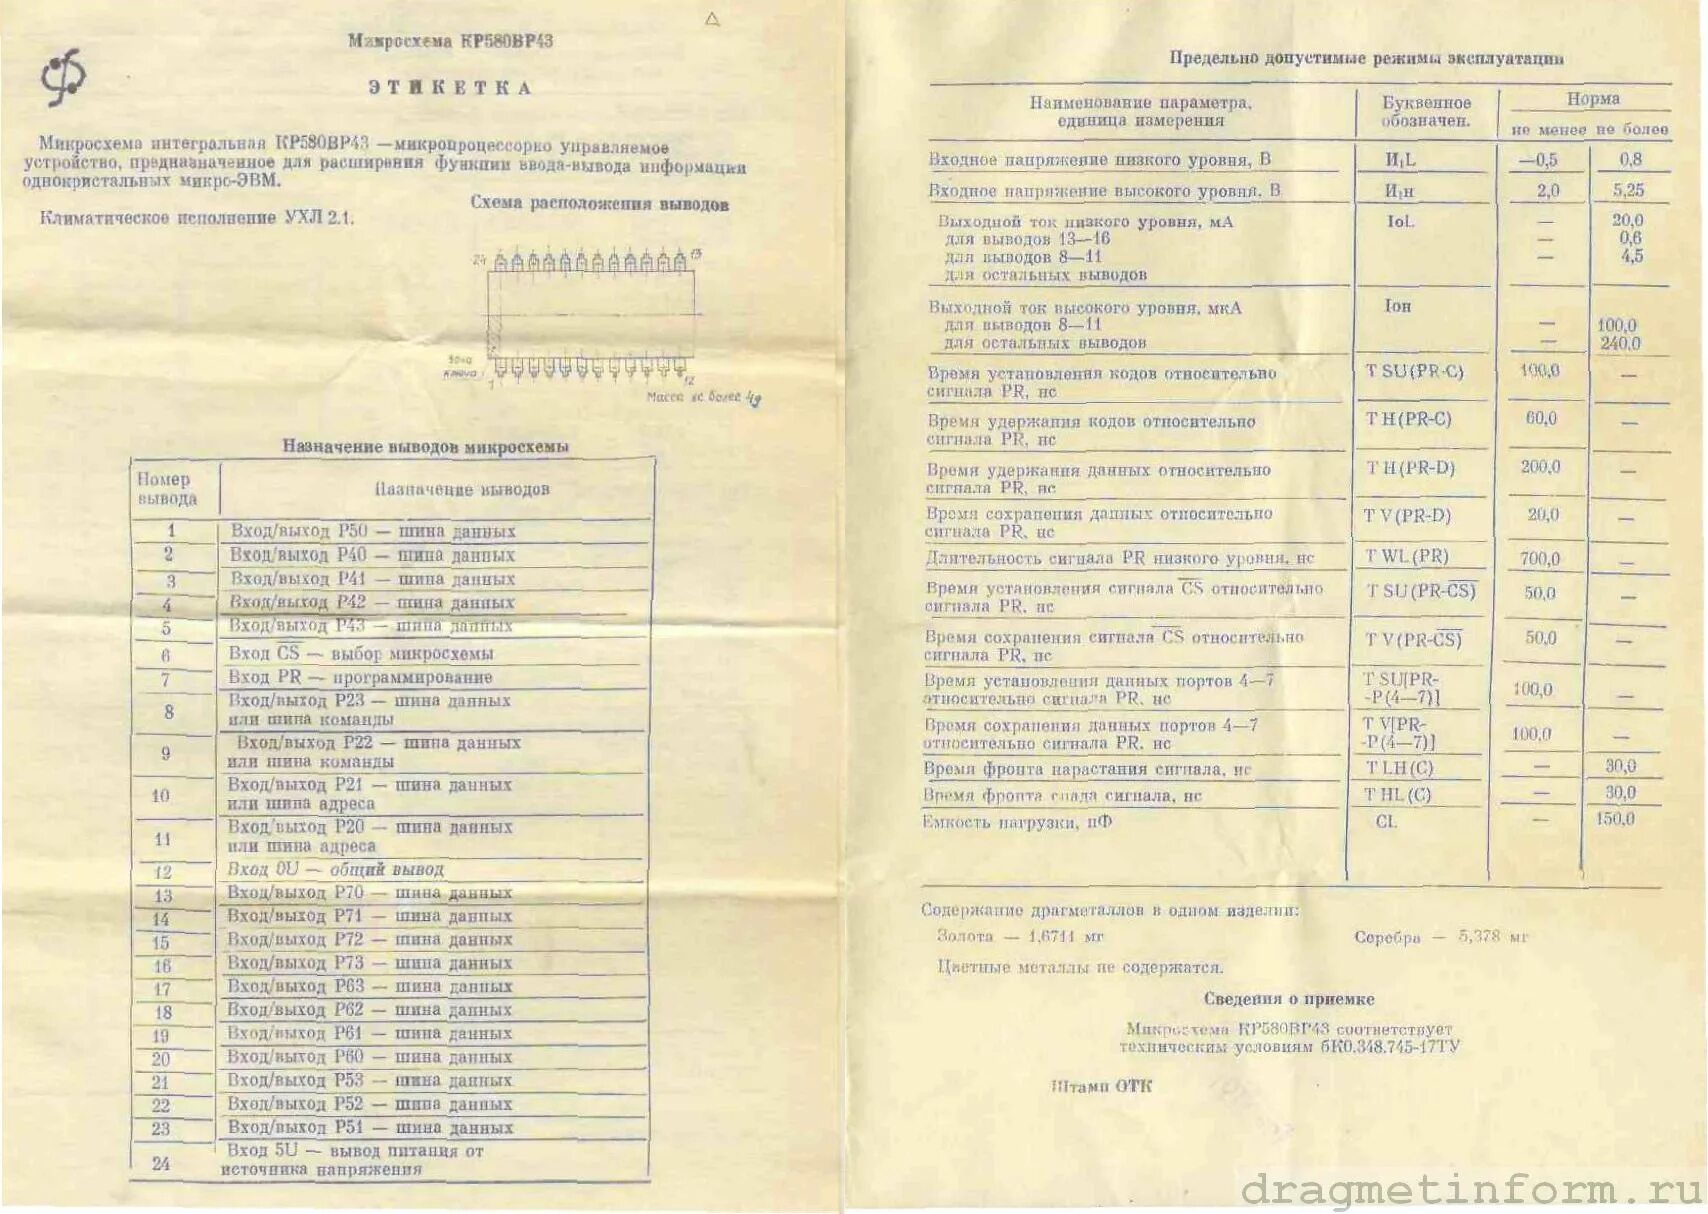 Микросхема КР580ВР43
ЭТИКЕТКА
Микросхема интегральная КР580ВР43 —микропроцессорно управляемое
устройство, предназначенное для расширения функции ввода-вывода информации
однокристальных микро-ЭВМ.
Климатическое исполнение УХЛ 2.1.
Схема расположения выводов
24 13
Зона
ключа 1 12
Масса не более 4g
Назначение выводов микросхемы
Номер вывода Назначение выводов
1 Вход/выход Р50 — шина данных
2 Вход/выход Р40 — шина данных
3 Вход/выход Р41 — шина данных
4 Вход/выход Р42 — шина данных
5 Вход/выход Р43 — шина данных
6 Вход C̅S̅ — выбор микросхемы
7 Вход PR — программирование
8 Вход/выход Р23 — шина данных
или шина команды
9 Вход/выход Р22 — шина данных
или шина команды
10 Вход/выход Р21 — шина данных
или шина адреса
11 Вход/выход Р20 — шина данных
или шина адреса
12 Вход 0U — общий вывод
13 Вход/выход Р70 — шина данных
14 Вход/выход Р71 — шина данных
15 Вход/выход Р72 — шина данных
16 Вход/выход Р73 — шина данных
17 Вход/выход Р63 — шина данных
18 Вход/выход Р62 — шина данных
19 Вход/выход Р61 — шина данных
20 Вход/выход Р60 — шина данных
21 Вход/выход Р53 — шина данных
22 Вход/выход Р52 — шина данных
23 Вход/выход Р51 — шина данных
24 Вход 5U — вывод питания от
источника напряжения
Предельно допустимые режимы эксплуатации
Наименование параметра, Буквенное Норма
единица измерения обозначен. не менее не более
Входное напряжение низкого уровня, В И₁L —0,5 0,8
Входное напряжение высокого уровня, В И₁н 2,0 5,25
Выходной ток низкого уровня, мА IoL — 20,0
для выводов 13—16 — 0,6
для выводов 8—11 — 4,5
для остальных выводов
Выходной ток высокого уровня, мкА Iон
для выводов 8—11 — 100,0
для остальных выводов — 240,0
Время установления кодов относительно T SU(PR-C) 100,0 —
сигнала PR, нс
Время удержания кодов относительно T H(PR-C) 60,0 —
сигнала PR, нс
Время удержания данных относительно T H(PR-D) 200,0 —
сигнала PR, нс
Время сохранения данных относительно T V(PR-D) 20,0 —
сигнала PR, нс
Длительность сигнала PR низкого уровня, нс T WL(PR) 700,0 —
Время установления сигнала C̅S̅ относительно T SU(PR-C̅S̅) 50,0 —
сигнала PR, нс
Время сохранения сигнала C̅S̅ относительно T V(PR-C̅S̅) 50,0 —
сигнала PR, нс
Время установления данных портов 4—7 T SU[PR- 100,0 —
относительно сигнала PR, нс -P(4—7)]
Время сохранения данных портов 4—7 T V[PR- 100,0 —
относительно сигнала PR, нс -P(4—7)]
Время фронта нарастания сигнала, нс T LH(C) — 30,0
Время фронта спада сигнала, нс T HL(C) — 30,0
Емкость нагрузки, пФ CL — 150,0
Содержание драгметаллов в одном изделии:
Золота — 1,6711 мг Серебра — 5,378 мг
Цветные металлы не содержатся.
Сведения о приемке
Микросхема КР580ВР43 соответствует
техническим условиям бК0.348.745-17ТУ
Штамп ОТК
dragmetinform.ru